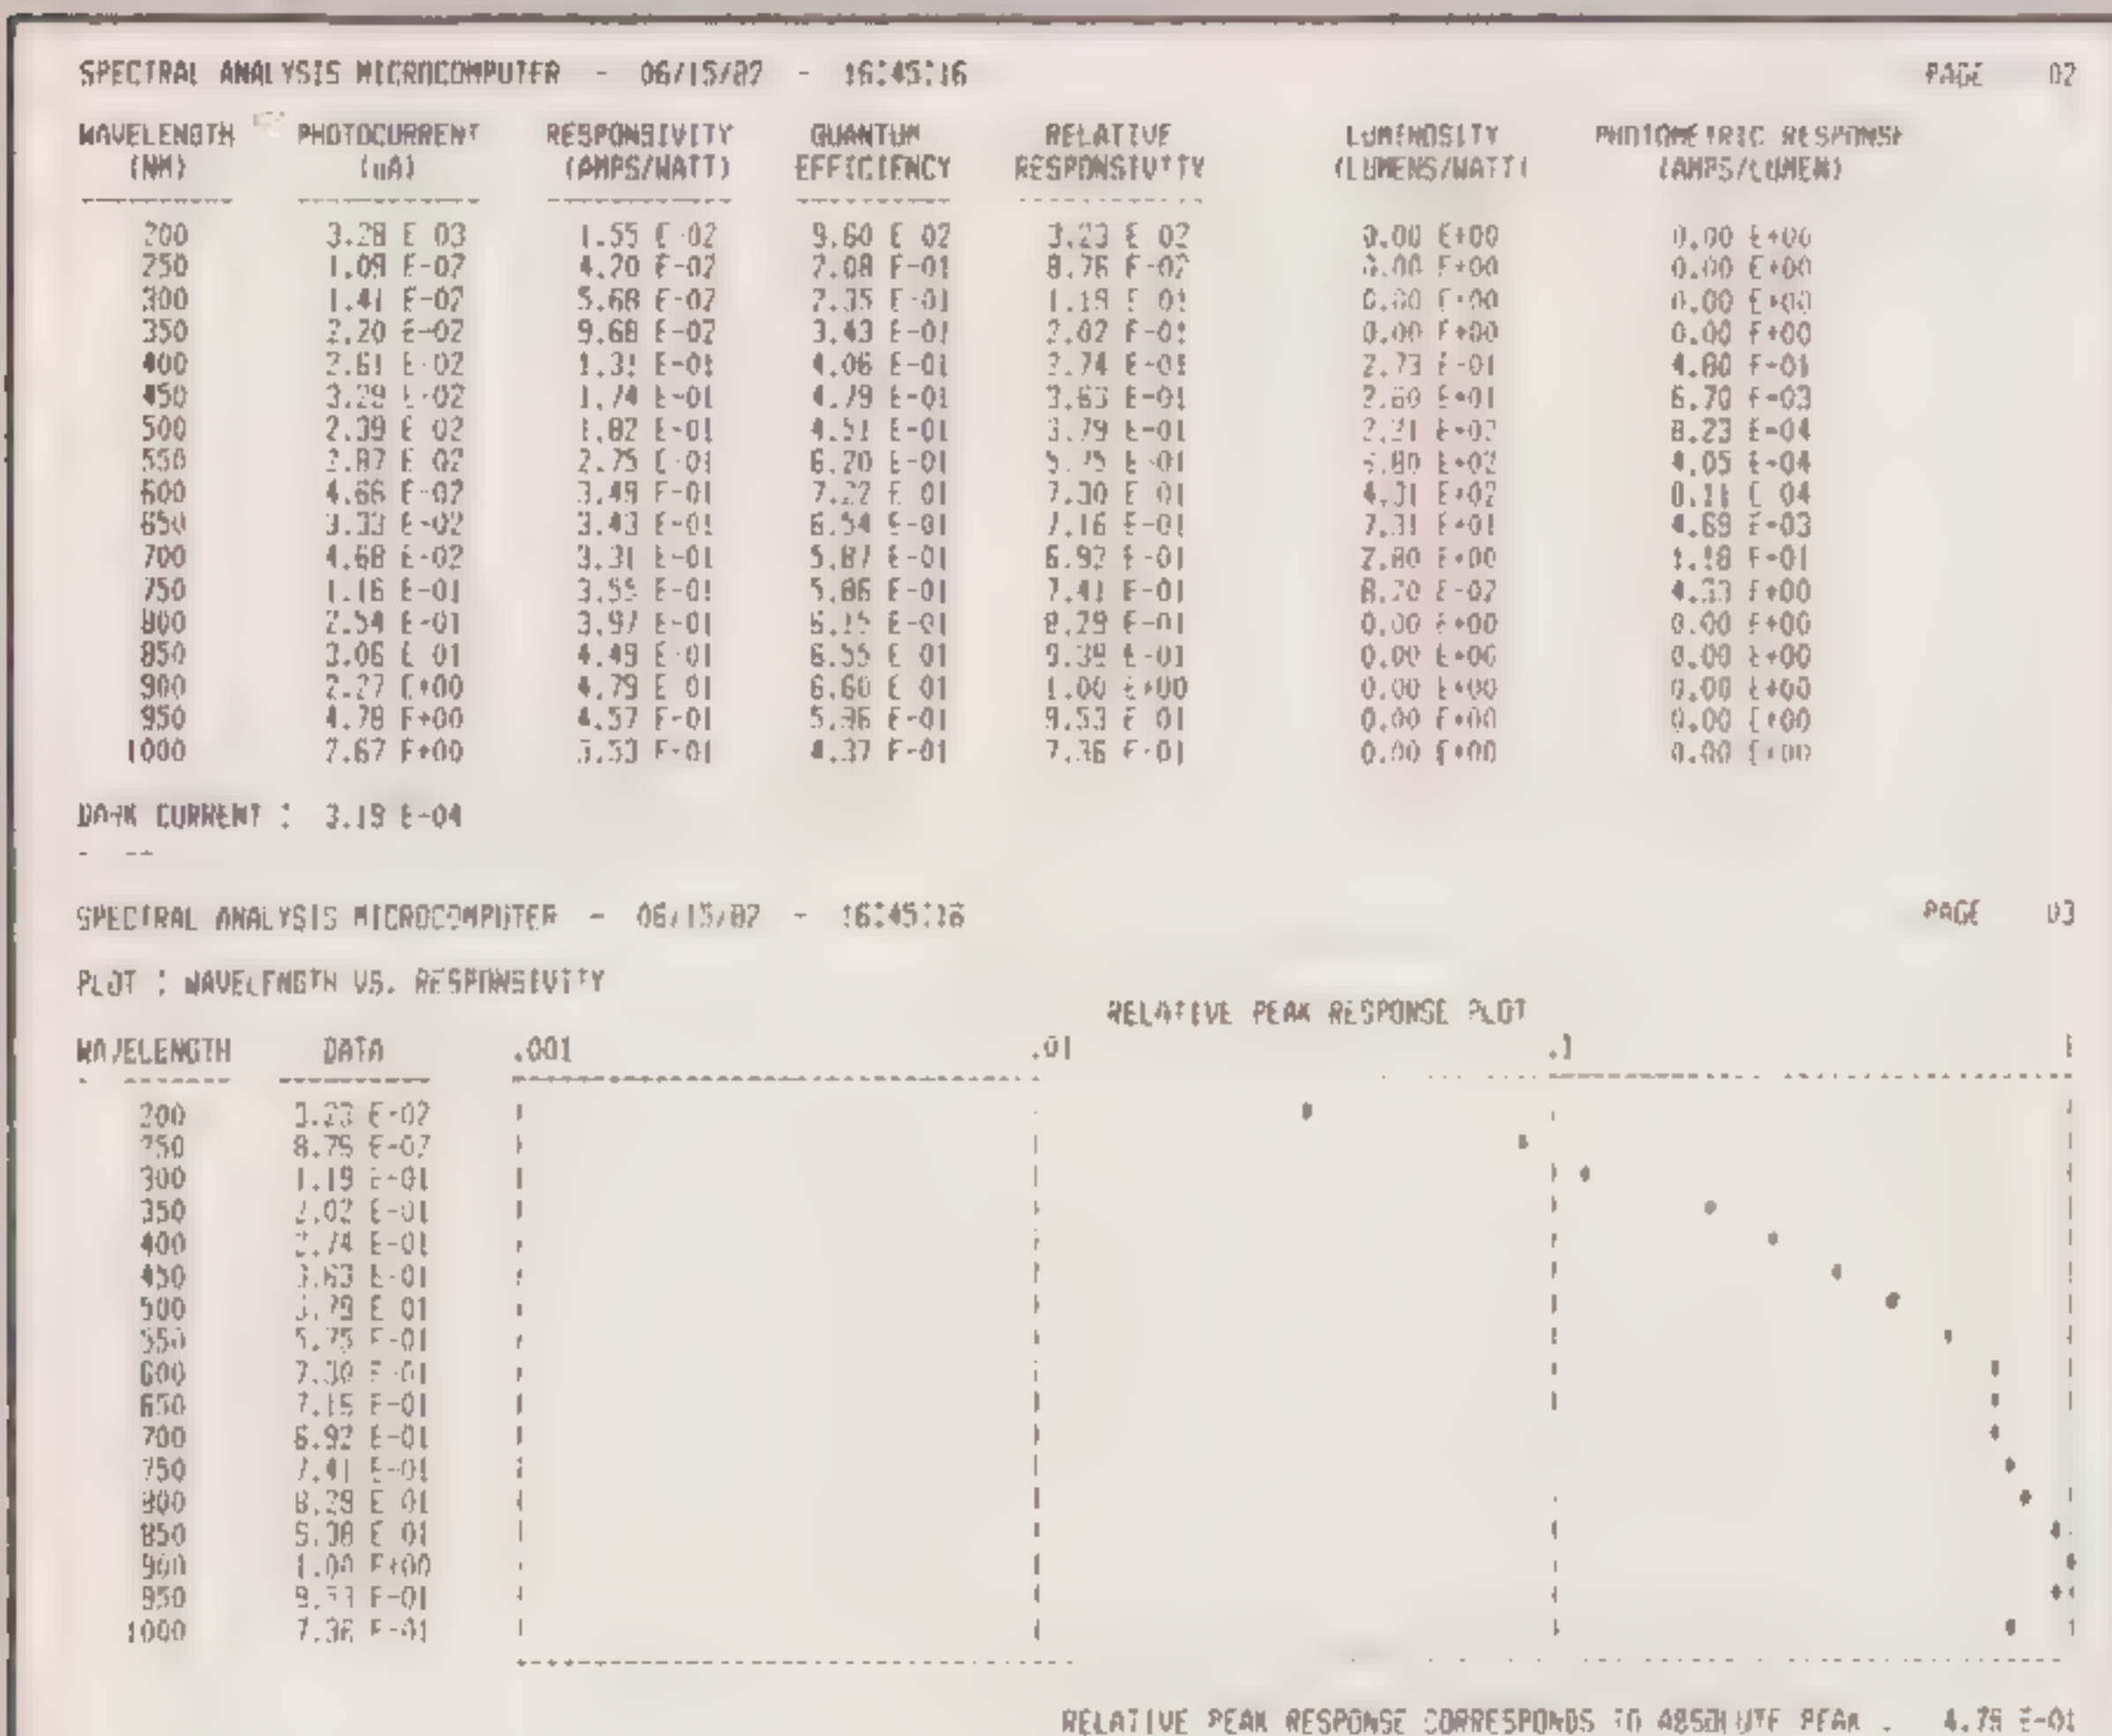 SPECTRAL ANALYSIS MICROCOMPUTER - 06/15/87 - 16:45:16 PAGE 02
WAVELENGTH PHOTOCURRENT RESPONSIVITY QUANTUM RELATIVE LUMINOSITY PHOTOMETRIC RESPONSE
(NM) (uA) (AMPS/WATT) EFFICIENCY RESPONSIVITY (LUMENS/WATT) (AMPS/LUMEN)
200 3.28 E-03 1.55 E-02 9.60 E-02 3.23 E-02 0.00 E+00 0.00 E+00
250 1.09 E-02 4.20 E-02 2.08 E-01 8.76 E-02 0.00 E+00 0.00 E+00
300 1.41 E-02 5.68 E-02 2.35 E-01 1.19 E-01 0.00 E+00 0.00 E+00
350 2.20 E-02 9.68 E-02 3.43 E-01 2.02 E-01 0.00 E+00 0.00 E+00
400 2.61 E-02 1.31 E-01 4.06 E-01 2.74 E-01 2.73 E-01 4.80 E-01
450 3.29 E-02 1.74 E-01 4.79 E-01 3.63 E-01 2.60 E+01 6.70 E-03
500 2.39 E-02 1.82 E-01 4.51 E-01 3.79 E-01 2.21 E+02 8.23 E-04
550 2.87 E-02 2.75 E-01 6.20 E-01 5.75 E-01 6.80 E+02 4.05 E-04
600 4.66 E-02 3.49 E-01 7.22 E-01 7.30 E-01 4.31 E+02 8.11 E-04
650 3.33 E-02 3.43 E-01 6.54 E-01 7.16 E-01 7.31 E+01 4.69 E-03
700 4.68 E-02 3.31 E-01 5.87 E-01 6.92 E-01 2.80 E+00 1.18 E-01
750 1.16 E-01 3.55 E-01 5.86 E-01 7.41 E-01 8.20 E-02 4.33 E+00
800 2.54 E-01 3.97 E-01 6.15 E-01 8.29 E-01 0.00 E+00 0.00 E+00
850 3.06 E-01 4.49 E-01 6.55 E-01 9.39 E-01 0.00 E+00 0.00 E+00
900 2.27 E+00 4.79 E-01 6.60 E-01 1.00 E+00 0.00 E+00 0.00 E+00
950 4.78 E+00 4.57 E-01 5.96 E-01 9.53 E-01 0.00 E+00 0.00 E+00
1000 7.67 E+00 3.53 E-01 4.37 E-01 7.36 E-01 0.00 E+00 0.00 E+00
DARK CURRENT : 3.19 E-04
SPECTRAL ANALYSIS MICROCOMPUTER - 06/15/87 - 16:45:16 PAGE 03
PLOT : WAVELENGTH VS. RESPONSIVITY
RELATIVE PEAK RESPONSE PLOT
WAVELENGTH DATA .001 .01 .1 1
200 3.23 E-02
250 8.76 E-02
300 1.19 E-01
350 2.02 E-01
400 2.74 E-01
450 3.63 E-01
500 3.79 E-01
550 5.75 E-01
600 7.30 E-01
650 7.16 E-01
700 6.92 E-01
750 7.41 E-01
800 8.29 E-01
850 9.38 E-01
900 1.00 E+00
950 9.53 E-01
1000 7.36 E-01
RELATIVE PEAK RESPONSE CORRESPONDS TO ABSOLUTE PEAK : 4.79 E-01